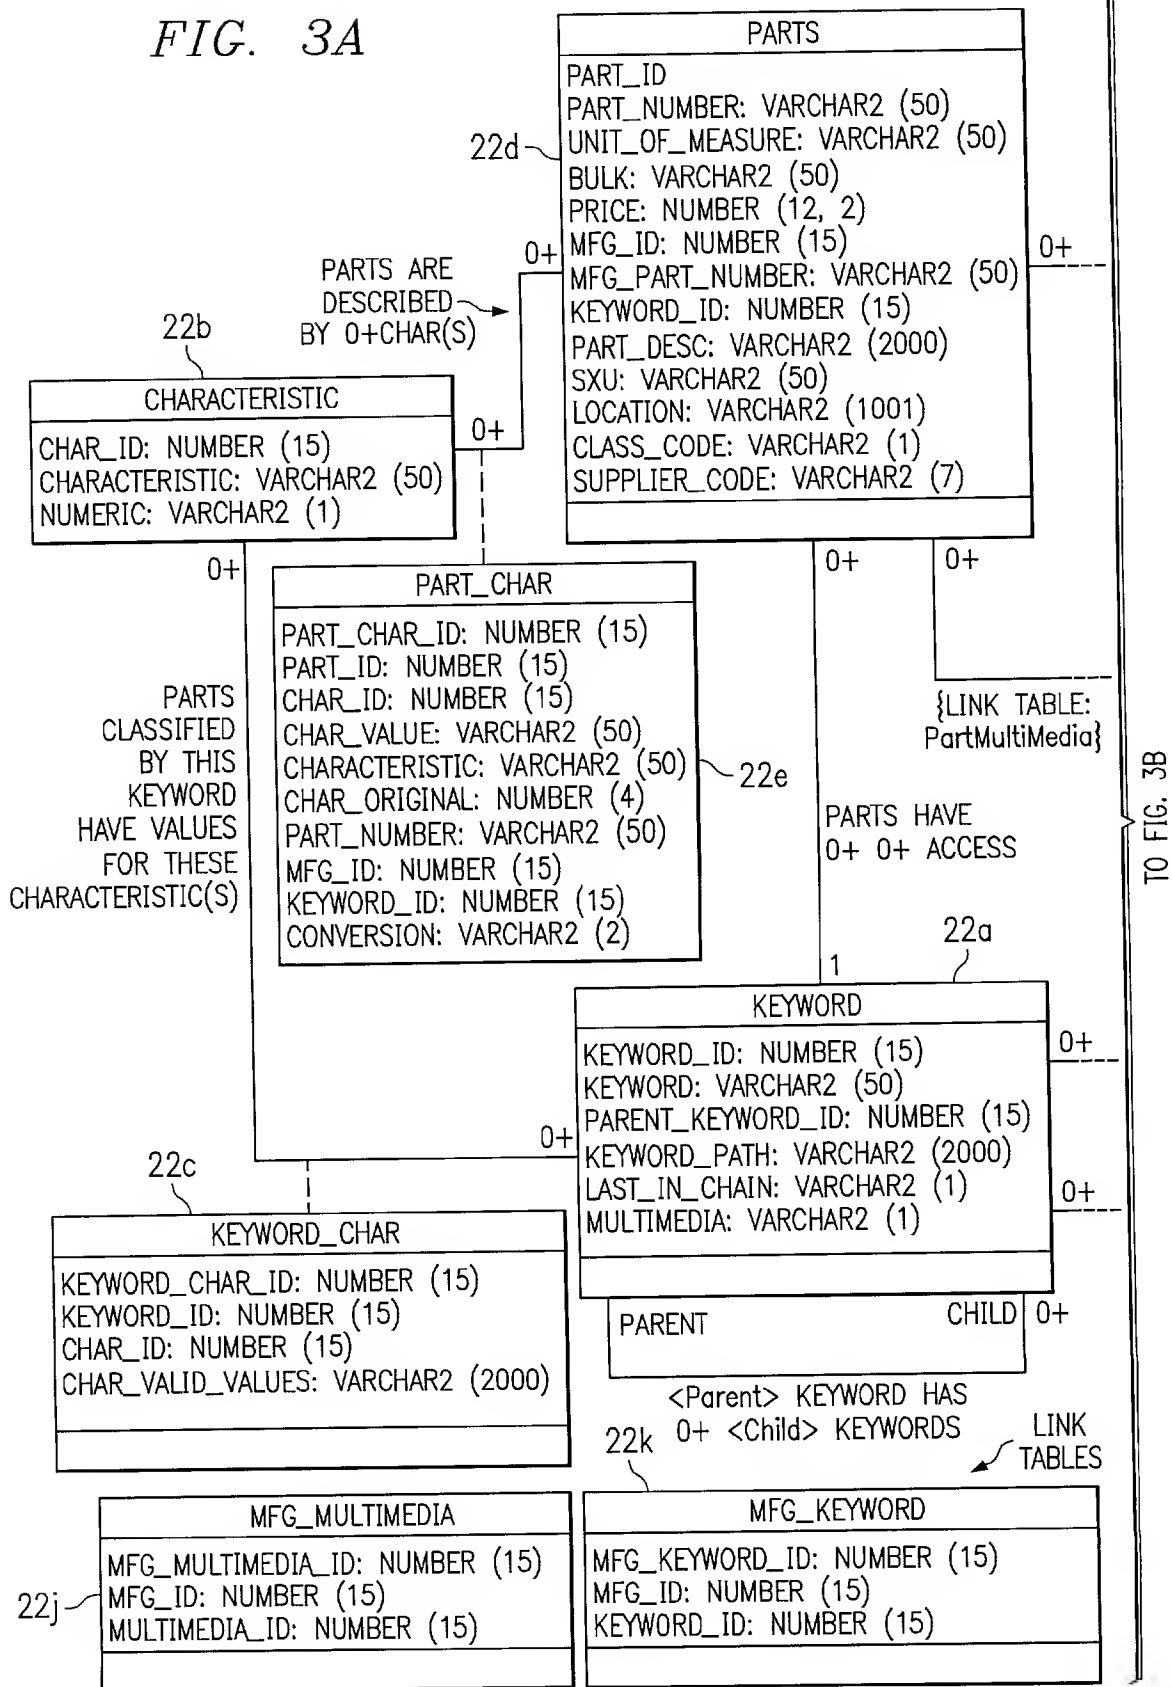 FIG. 3A
PARTS
PART_ID
PART_NUMBER: VARCHAR2 (50)
UNIT_OF_MEASURE: VARCHAR2 (50)
BULK: VARCHAR2 (50)
PRICE: NUMBER (12, 2)
MFG_ID: NUMBER (15)
MFG_PART_NUMBER: VARCHAR2 (50)
KEYWORD_ID: NUMBER (15)
PART_DESC: VARCHAR2 (2000)
SXU: VARCHAR2 (50)
LOCATION: VARCHAR2 (1001)
CLASS_CODE: VARCHAR2 (1)
SUPPLIER_CODE: VARCHAR2 (7)
22d
0+
0+
PARTS ARE
DESCRIBED
BY 0+CHAR(S)
22b
CHARACTERISTIC
CHAR_ID: NUMBER (15)
CHARACTERISTIC: VARCHAR2 (50)
NUMERIC: VARCHAR2 (1)
0+
0+
0+
0+
PART_CHAR
PART_CHAR_ID: NUMBER (15)
PART_ID: NUMBER (15)
CHAR_ID: NUMBER (15)
CHAR_VALUE: VARCHAR2 (50)
CHARACTERISTIC: VARCHAR2 (50)
CHAR_ORIGINAL: NUMBER (4)
PART_NUMBER: VARCHAR2 (50)
MFG_ID: NUMBER (15)
KEYWORD_ID: NUMBER (15)
CONVERSION: VARCHAR2 (2)
22e
PARTS
CLASSIFIED
BY THIS
KEYWORD
HAVE VALUES
FOR THESE
CHARACTERISTIC(S)
{LINK TABLE:
PartMultiMedia}
PARTS HAVE
0+ 0+ ACCESS
TO FIG. 3B
22a
1
KEYWORD
KEYWORD_ID: NUMBER (15)
KEYWORD: VARCHAR2 (50)
PARENT_KEYWORD_ID: NUMBER (15)
KEYWORD_PATH: VARCHAR2 (2000)
LAST_IN_CHAIN: VARCHAR2 (1)
MULTIMEDIA: VARCHAR2 (1)
0+
0+
0+
PARENT
CHILD
0+
<Parent> KEYWORD HAS
0+ <Child> KEYWORDS
22c
KEYWORD_CHAR
KEYWORD_CHAR_ID: NUMBER (15)
KEYWORD_ID: NUMBER (15)
CHAR_ID: NUMBER (15)
CHAR_VALID_VALUES: VARCHAR2 (2000)
22k
LINK
TABLES
MFG_MULTIMEDIA
MFG_MULTIMEDIA_ID: NUMBER (15)
MFG_ID: NUMBER (15)
MULTIMEDIA_ID: NUMBER (15)
22j
MFG_KEYWORD
MFG_KEYWORD_ID: NUMBER (15)
MFG_ID: NUMBER (15)
KEYWORD_ID: NUMBER (15)